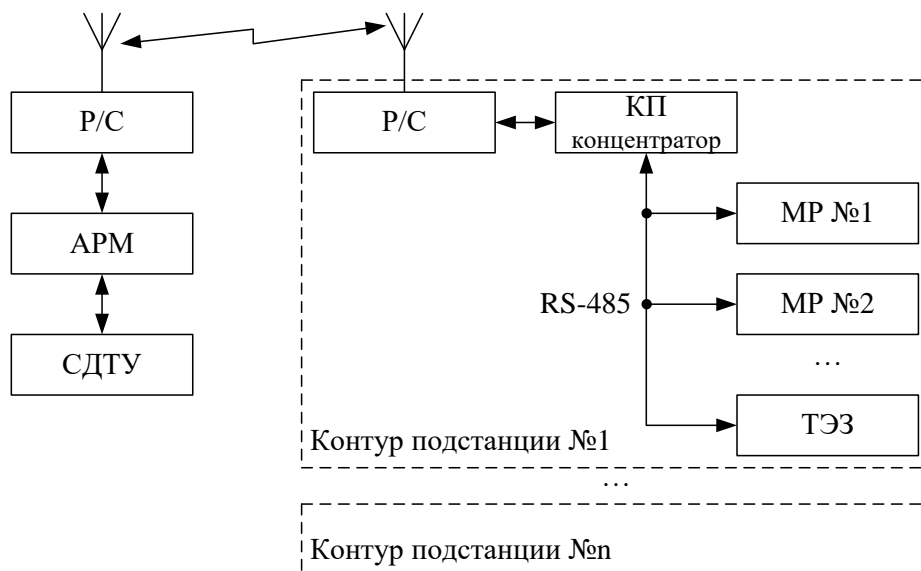 Р/С
АРМ
СДТУ
Р/С
КП
концентратор
МР №1
RS-485
МР №2
…
ТЭЗ
Контур подстанции №1
…
Контур подстанции №n